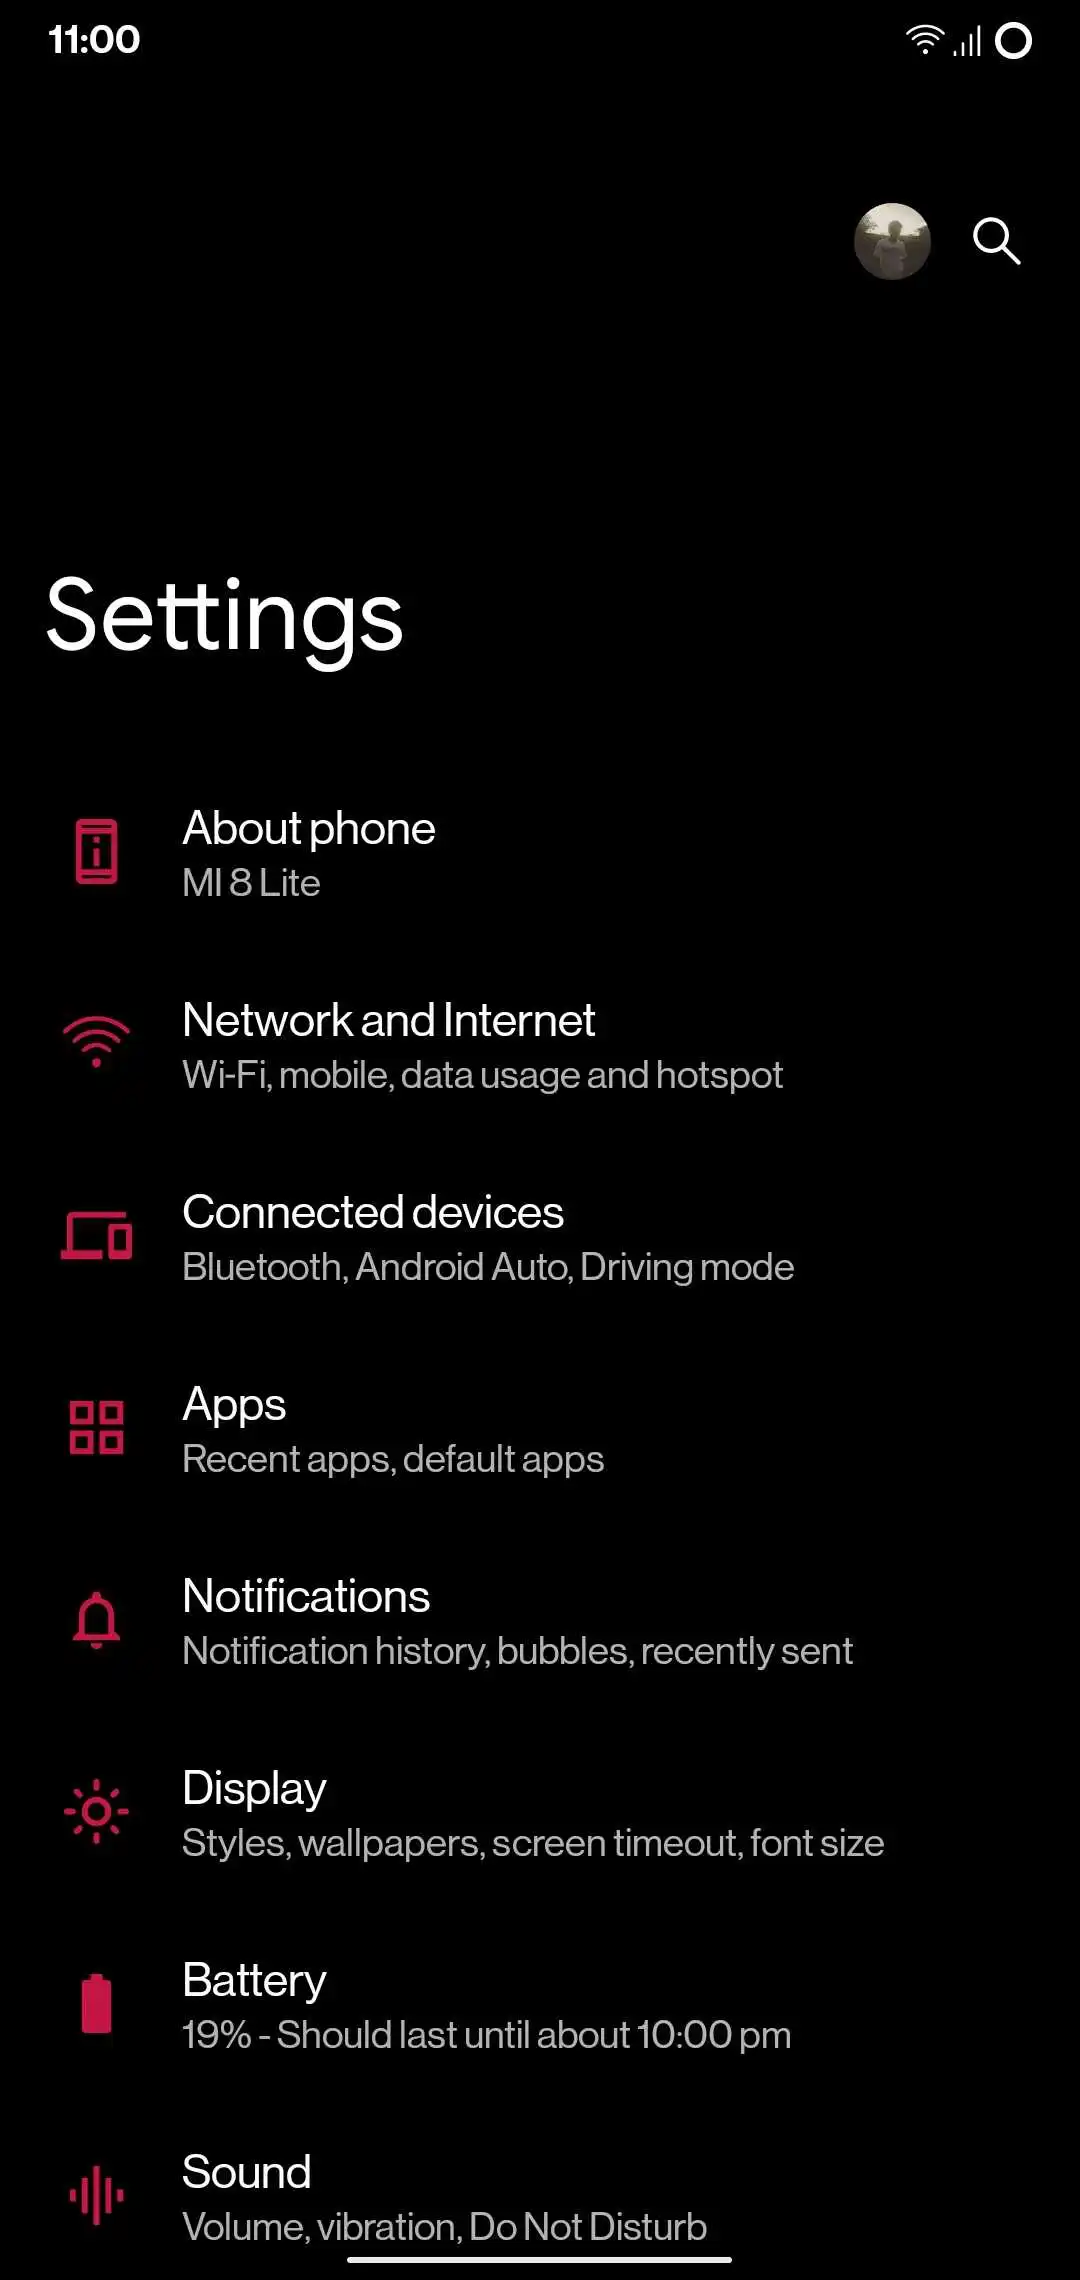 11:00
Settings
About phone
MI 8 Lite
Network and Internet
Wi-Fi, mobile, data usage and hotspot
Connected devices
Bluetooth, Android Auto, Driving mode
Apps
Recent apps, default apps
Notifications
Notification history, bubbles, recently sent
Display
Styles, wallpapers, screen timeout, font size
Battery
19% - Should last until about 10:00 pm
Sound
Volume, vibration, Do Not Disturb